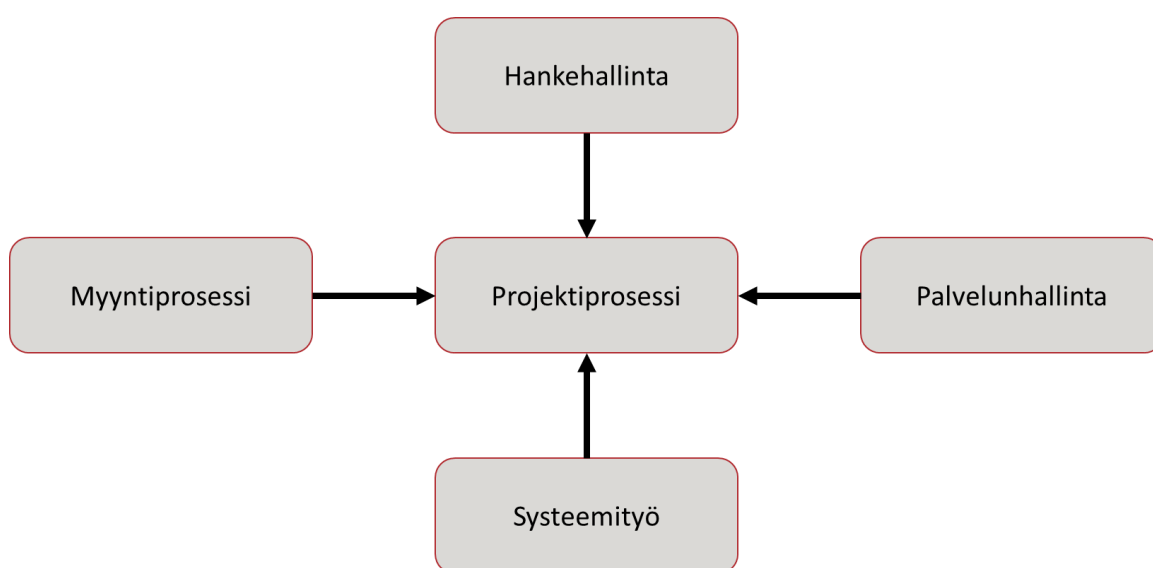 Hankehallinta
Myyntiprosessi
Projektiprosessi
Palvelunhallinta
Systeemityö